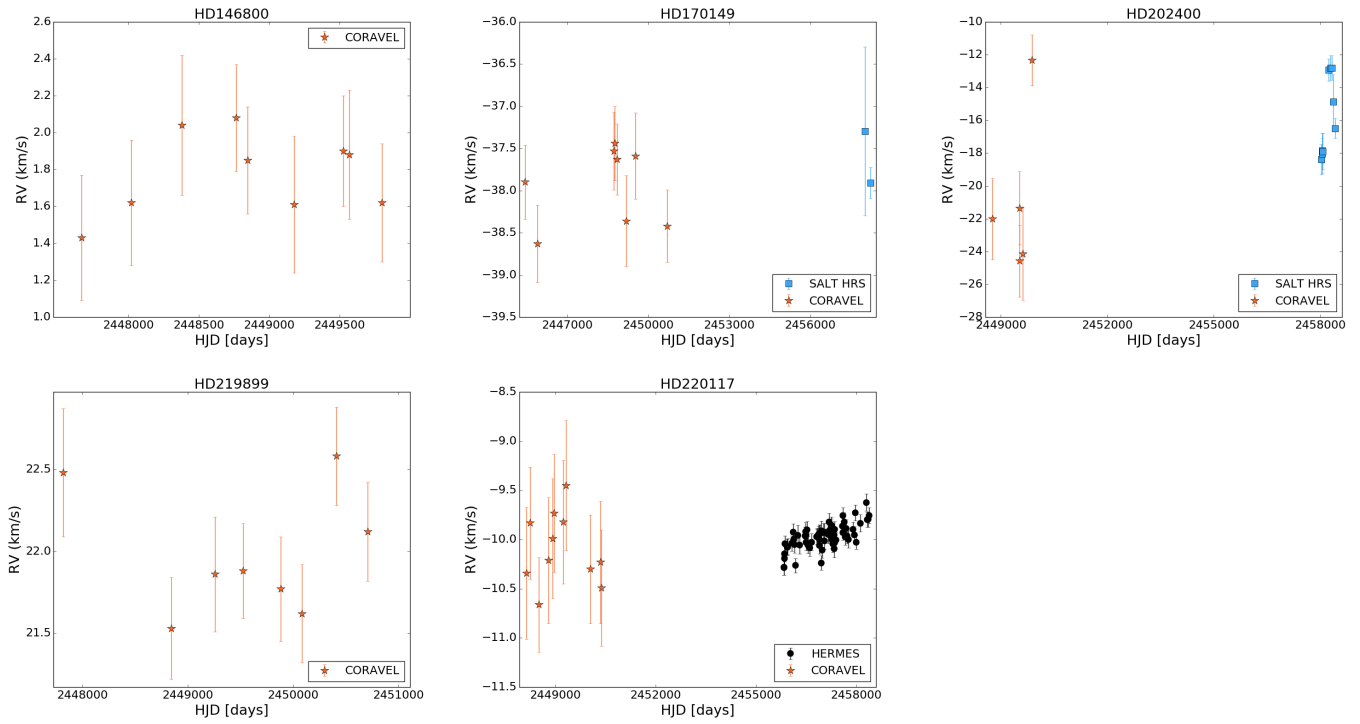 HD146800
RV (km/s)
2.6
2.4
2.2
2.0
1.8
1.6
1.4
1.2
1.0
CORAVEL
2448000 2448500 2449000 2449500
HJD [days]
HD170149
RV (km/s)
−36.0
−36.5
−37.0
−37.5
−38.0
−38.5
−39.0
−39.5
SALT HRS
CORAVEL
2447000 2450000 2453000 2456000
HJD [days]
HD202400
RV (km/s)
−10
−12
−14
−16
−18
−20
−22
−24
−26
−28
SALT HRS
CORAVEL
2449000 2452000 2455000 2458000
HJD [days]
HD219899
RV (km/s)
22.5
22.0
21.5
CORAVEL
2448000 2449000 2450000 2451000
HJD [days]
HD220117
RV (km/s)
−8.5
−9.0
−9.5
−10.0
−10.5
−11.0
−11.5
HERMES
CORAVEL
2449000 2452000 2455000 2458000
HJD [days]